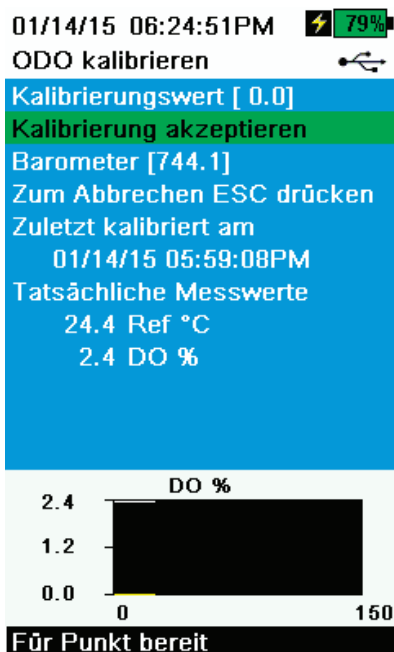 01/14/15 06:24:51PM 79%
ODO kalibrieren
Kalibrierungswert [ 0.0]
Kalibrierung akzeptieren
Barometer [744.1]
Zum Abbrechen ESC drücken
Zuletzt kalibriert am
01/14/15 05:59:08PM
Tatsächliche Messwerte
24.4 Ref °C
2.4 DO %
DO %
2.4
1.2
0.0
0 150
Für Punkt bereit